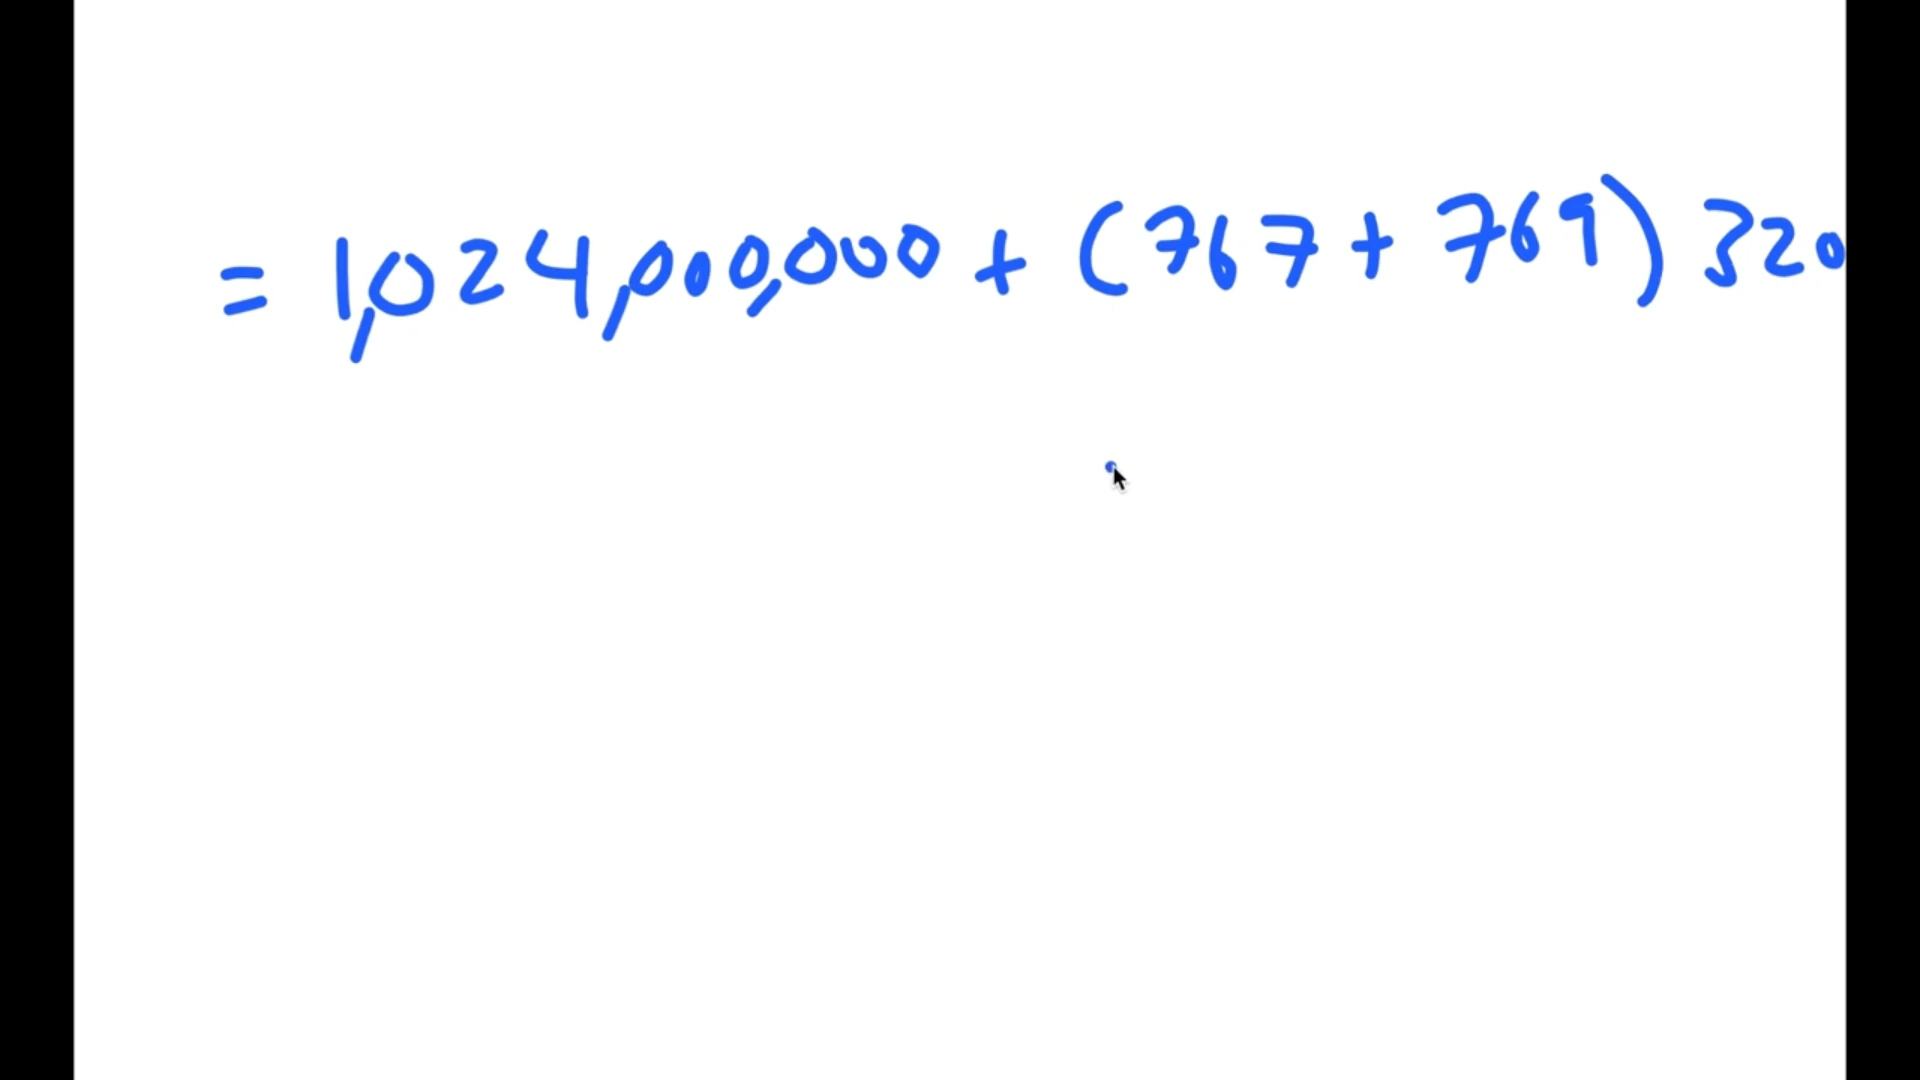 = 1,024,000,000 + (767 + 769) 320